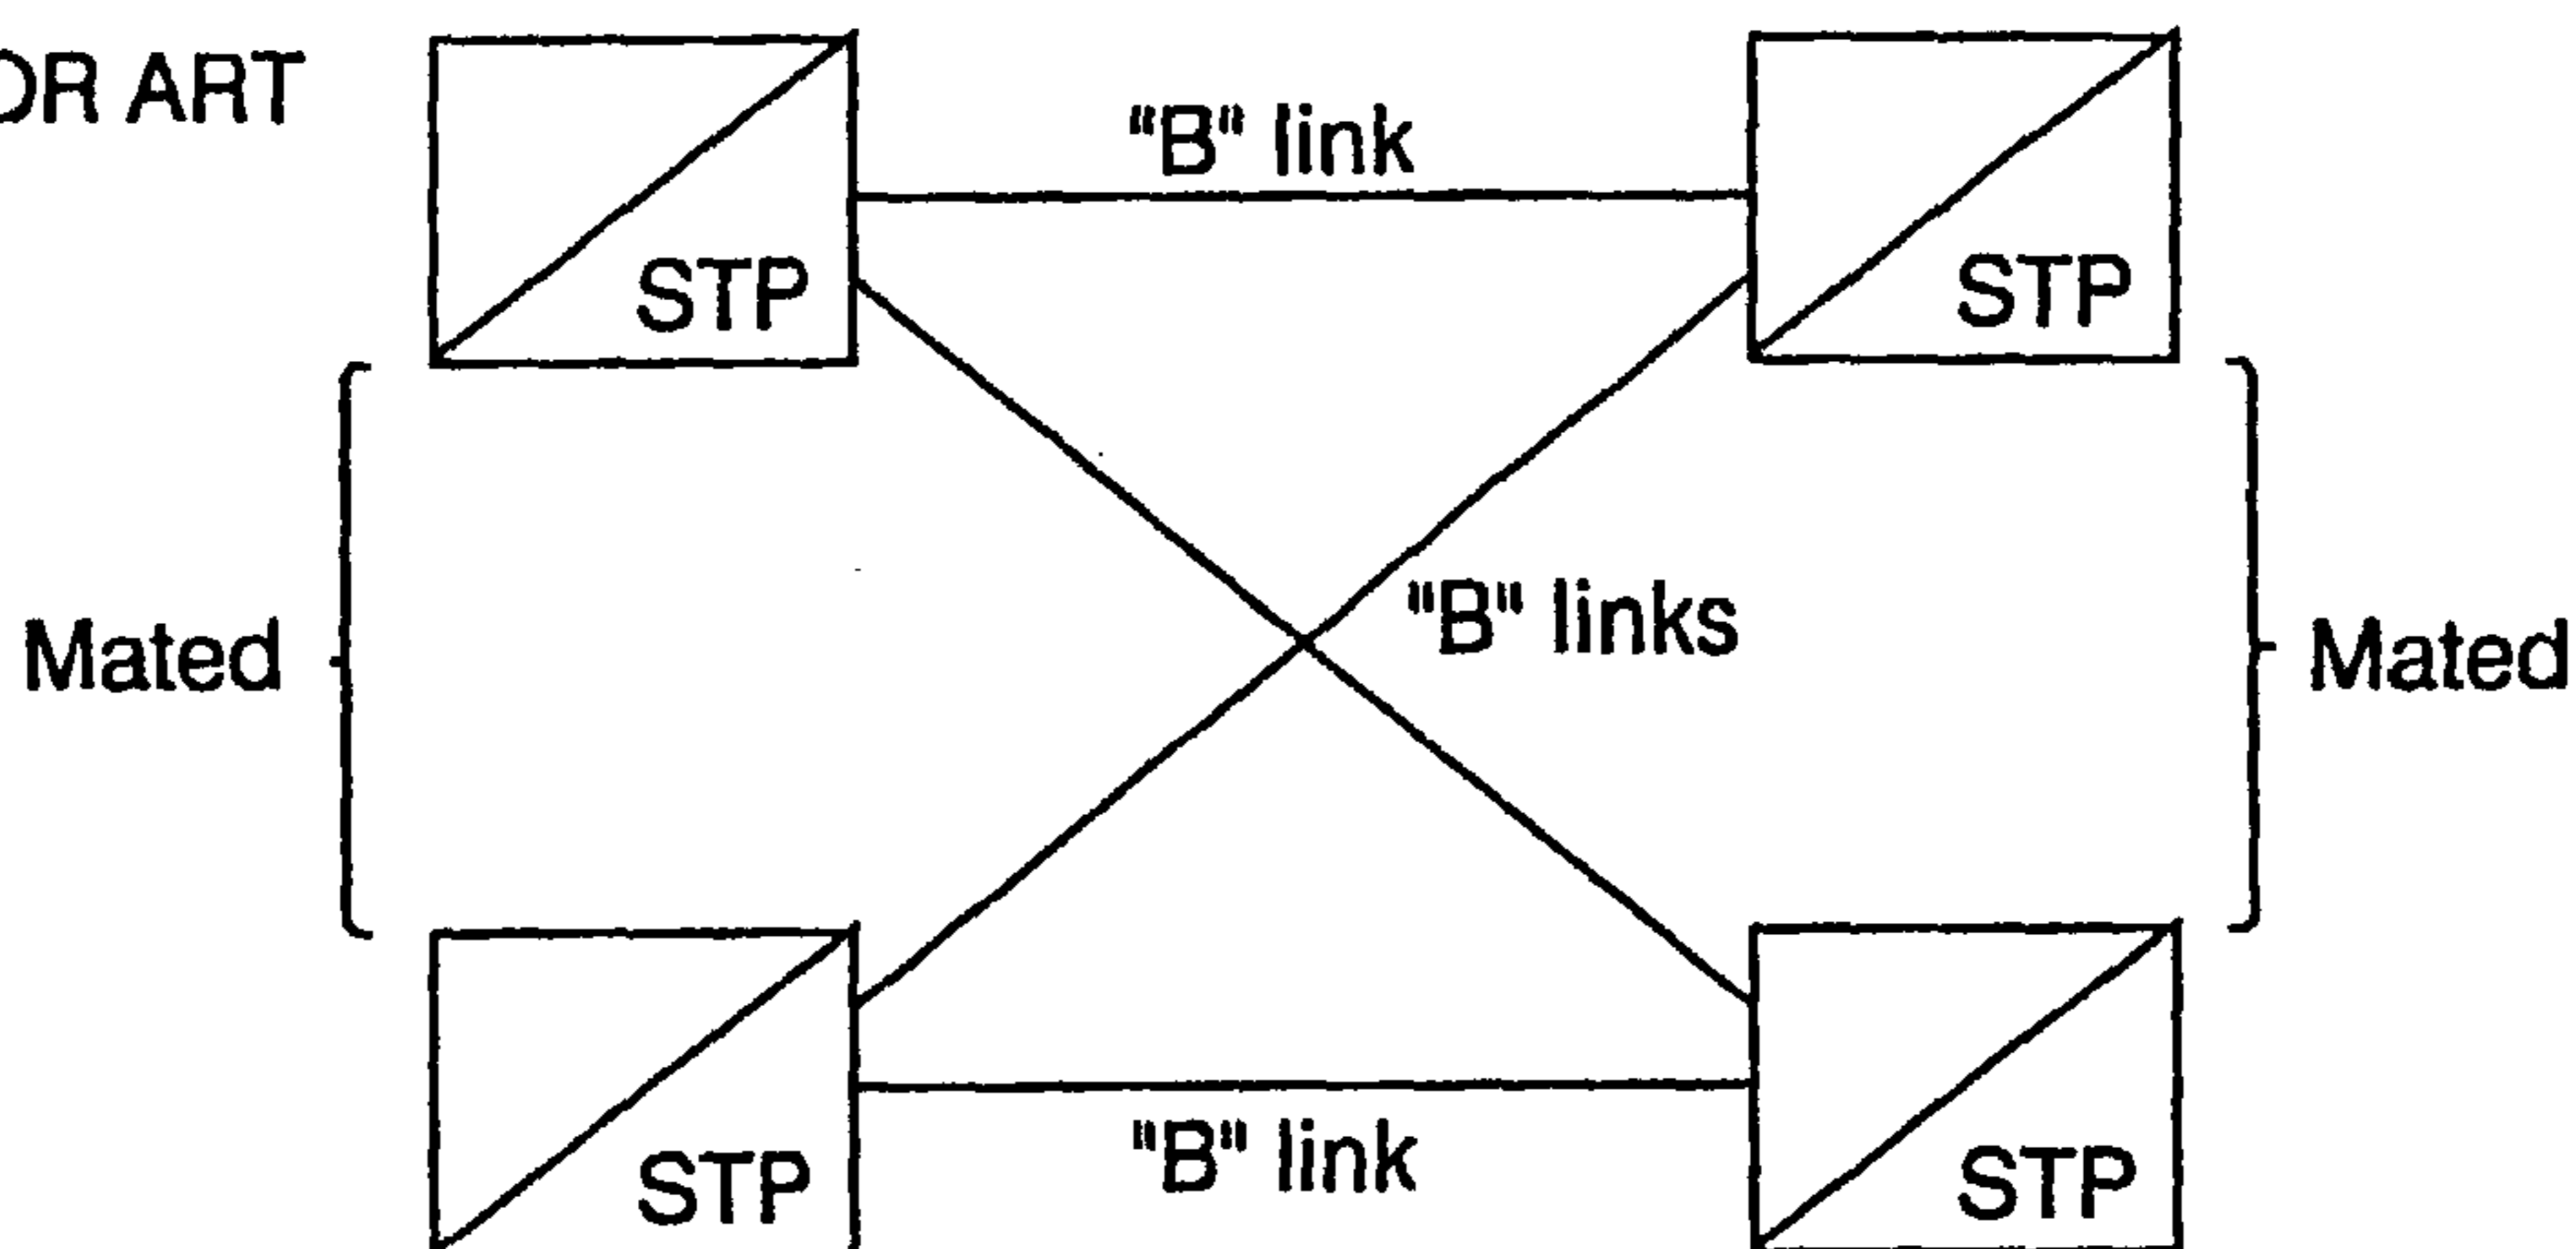 OR ART
"B" link
STP
STP
"B" links
Mated
Mated
"B" link
STP
STP